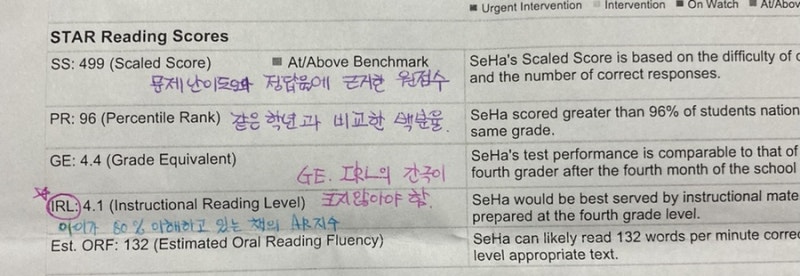 ■ Urgent Intervention ■ Intervention ■ On Watch ■ At/Abov
STAR Reading Scores
SS: 499 (Scaled Score) ■ At/Above Benchmark
문제 난이도와 정답율에 근거한 원점수
SeHa's Scaled Score is based on the difficulty of
and the number of correct responses.
PR: 96 (Percentile Rank) 같은 학년과 비교한 백분율.
SeHa scored greater than 96% of students nation
same grade.
GE: 4.4 (Grade Equivalent)
GE. IRL의 간극이
크지않아야 함.
SeHa's test performance is comparable to that of
fourth grader after the fourth month of the school
IRL: 4.1 (Instructional Reading Level)
아이가 80% 이해하고 있는 책의 AR지수
SeHa would be best served by instructional mate
prepared at the fourth grade level.
Est. ORF: 132 (Estimated Oral Reading Fluency)
SeHa can likely read 132 words per minute correc
level appropriate text.